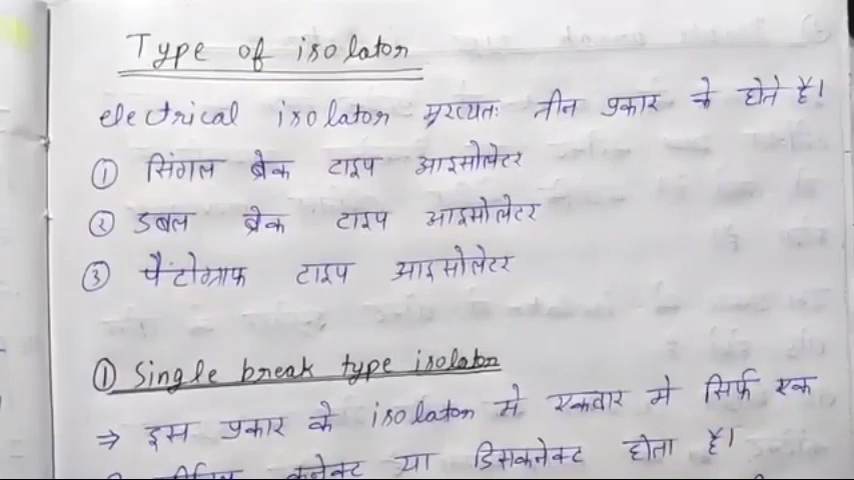 Type of isolator
electrical isolator मुख्यतः तीन प्रकार के होते है।
① सिंगल ब्रेक टाइप आइसोलेटर
② डबल ब्रेक टाइप आइसोलेटर
③ पैन्टोग्राफ टाइप आइसोलेटर
① Single break type isolator
⇒ इस प्रकार के isolator मे एकबार मे सिर्फ एक
कनेक्ट या डिसकनेक्ट होता है।